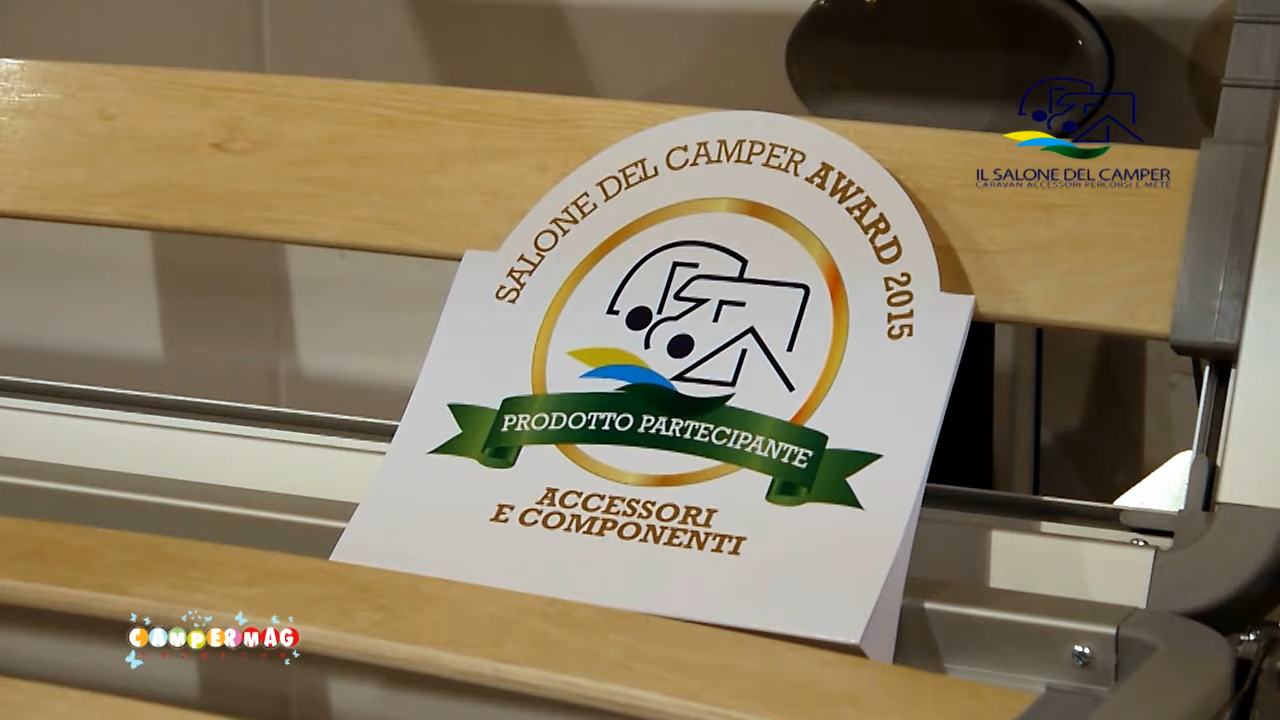 IL SALONE DEL CAMPER
CARAVAN ACCESSORI PERCORSI E METE
SALONE DEL CAMPER AWARD 2015
PRODOTTO PARTECIPANTE
ACCESSORI
E COMPONENTI
CAMPERMAG